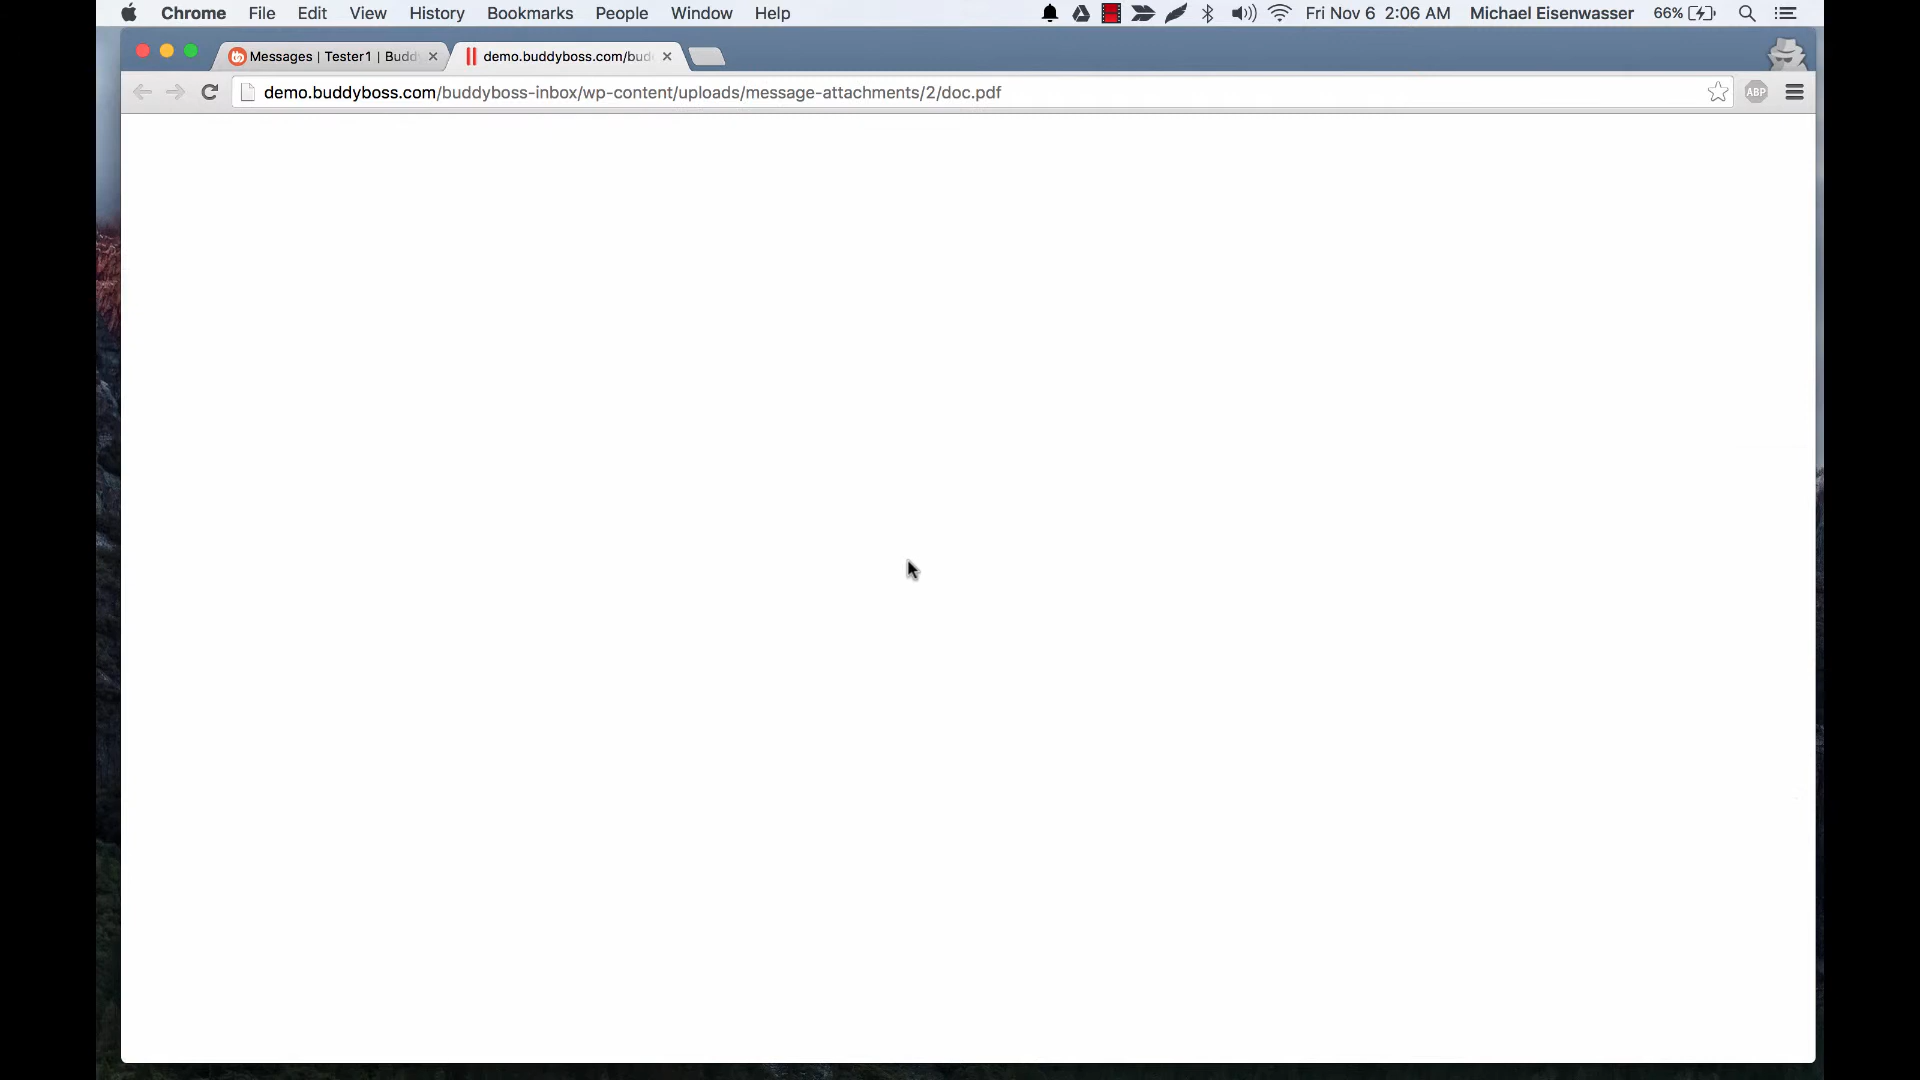 Chrome File Edit View History Bookmarks People Window Help Fri Nov 6 2:06 AM Michael Eisenwasser 66%
Messages | Tester1 | Budd demo.buddyboss.com/bud
demo.buddyboss.com/buddyboss-inbox/wp-content/uploads/message-attachments/2/doc.pdf ABP